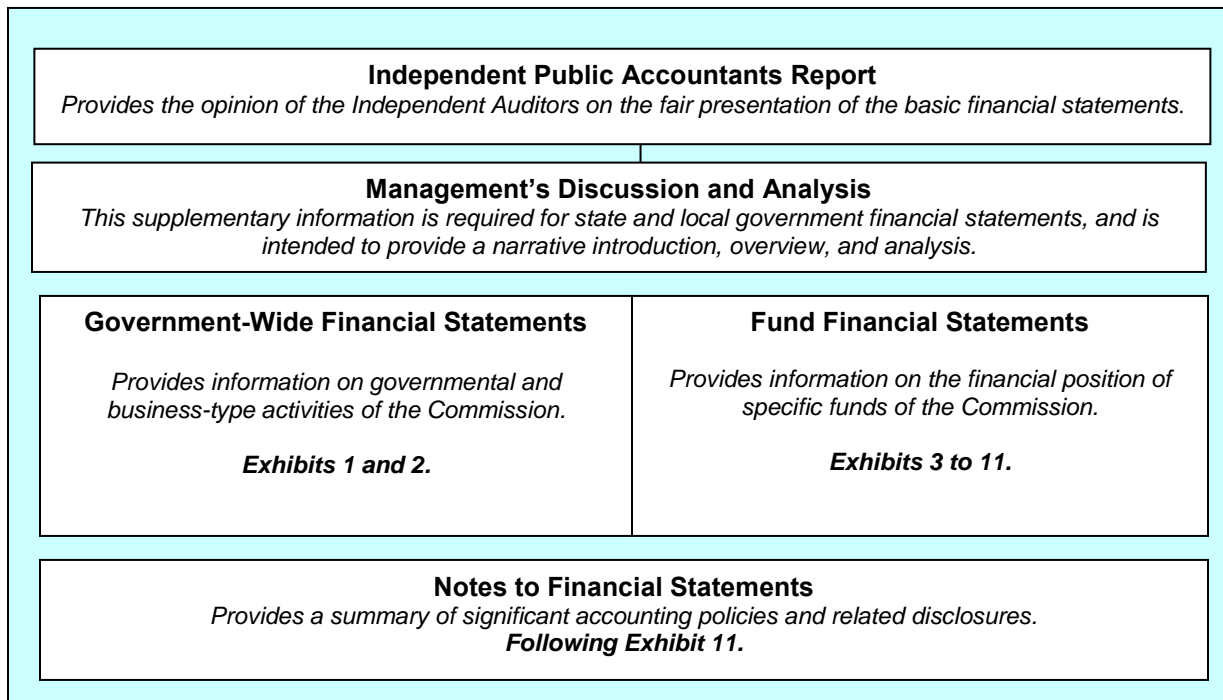 Independent Public Accountants Report
Provides the opinion of the Independent Auditors on the fair presentation of the basic financial statements.
Management’s Discussion and Analysis
This supplementary information is required for state and local government financial statements, and is
intended to provide a narrative introduction, overview, and analysis.
Government-Wide Financial Statements
Provides information on governmental and
business-type activities of the Commission.
Exhibits 1 and 2.
Fund Financial Statements
Provides information on the financial position of
specific funds of the Commission.
Exhibits 3 to 11.
Notes to Financial Statements
Provides a summary of significant accounting policies and related disclosures.
Following Exhibit 11.